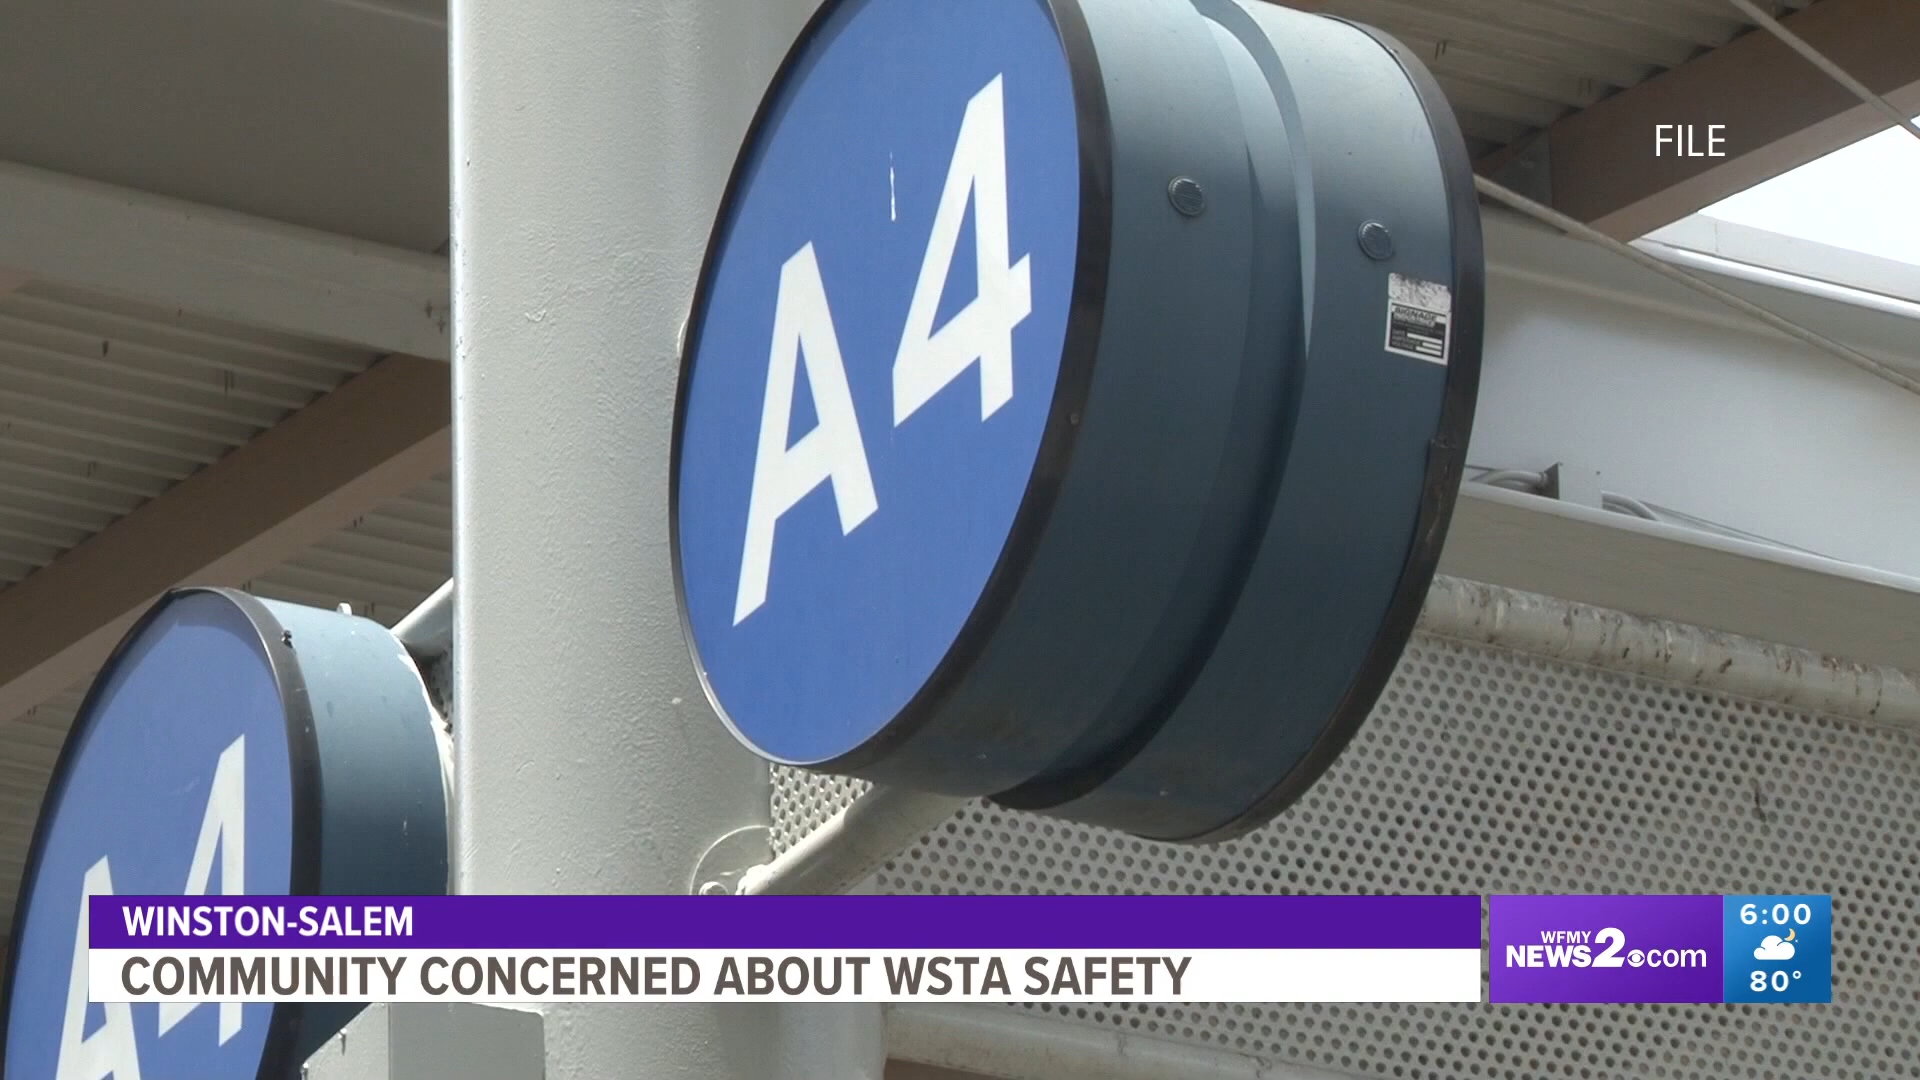 FILE
A4
A4
WINSTON-SALEM
COMMUNITY CONCERNED ABOUT WSTA SAFETY
WFMY
NEWS2.com
6:00
80°